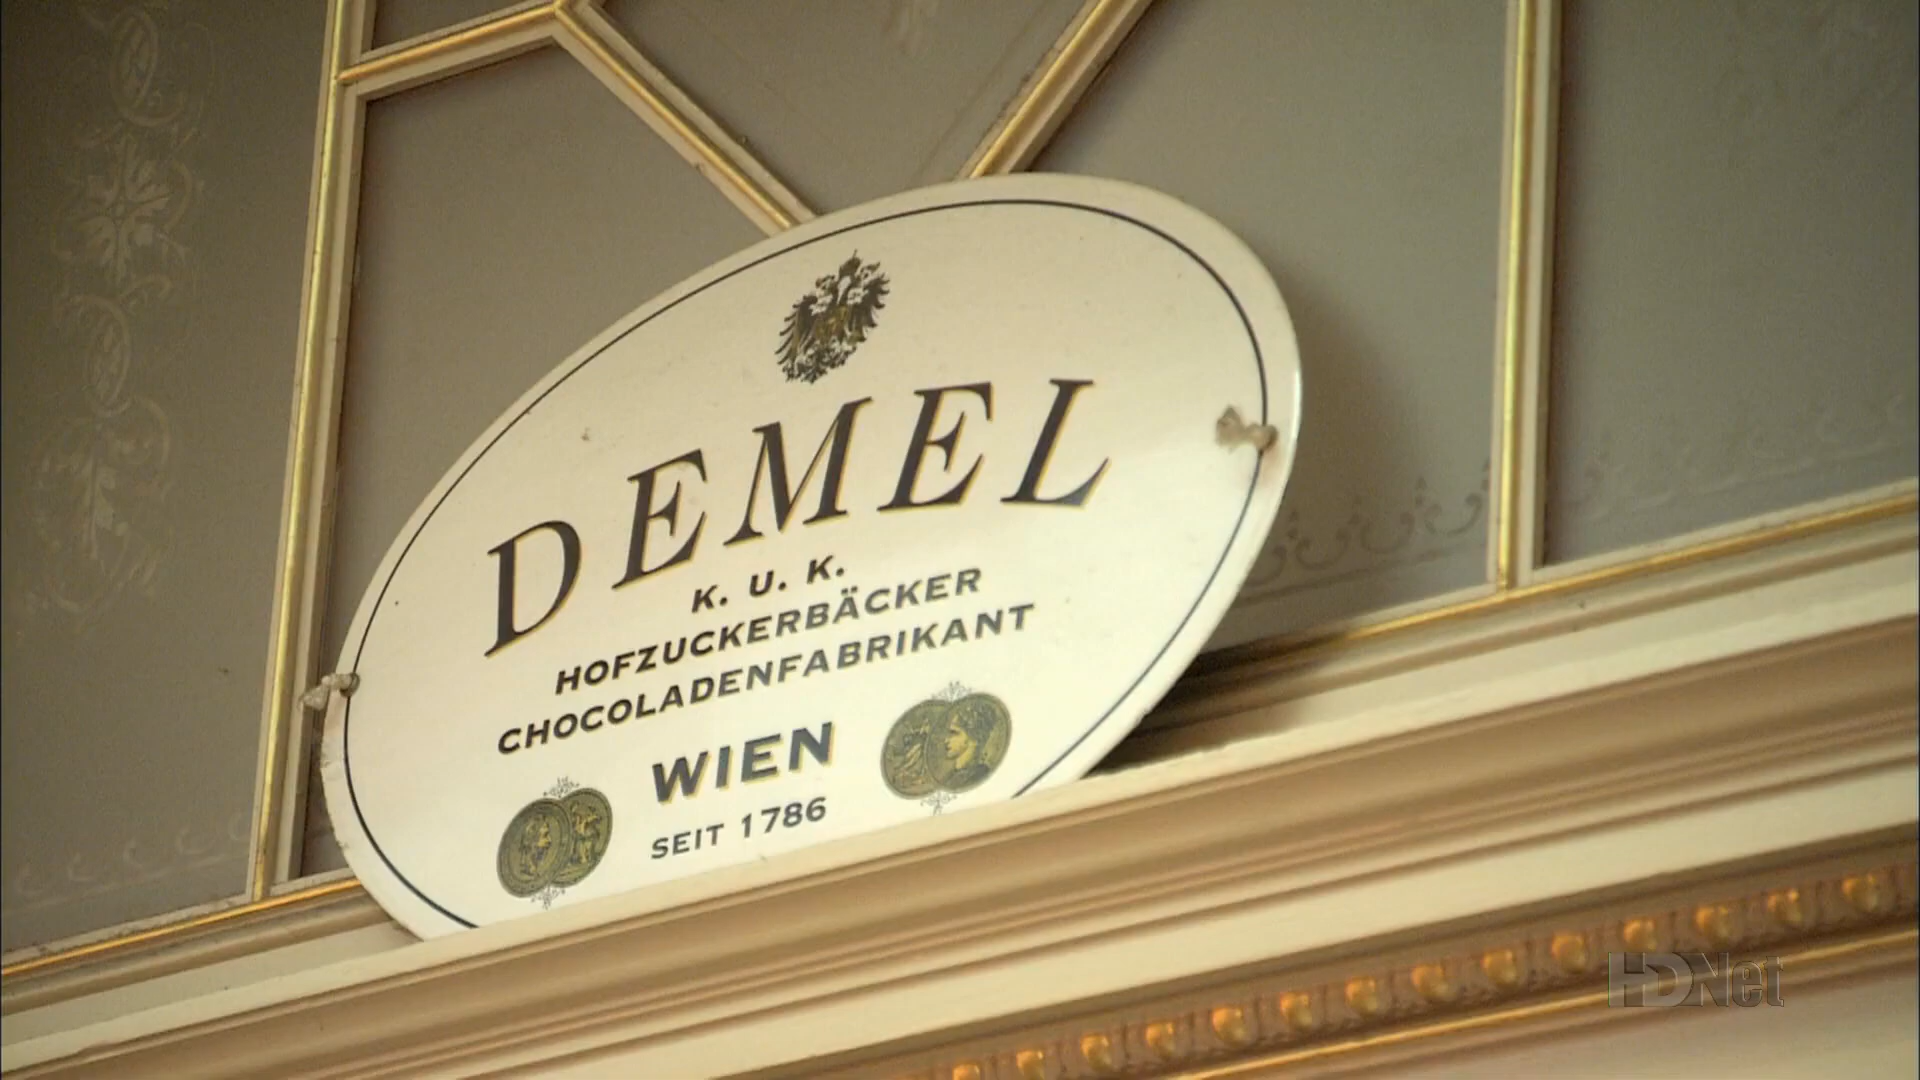 DEMEL
K. U. K.
HOFZUCKERBÄCKER
CHOCOLADENFABRIKANT
WIEN
SEIT 1786
HDNet